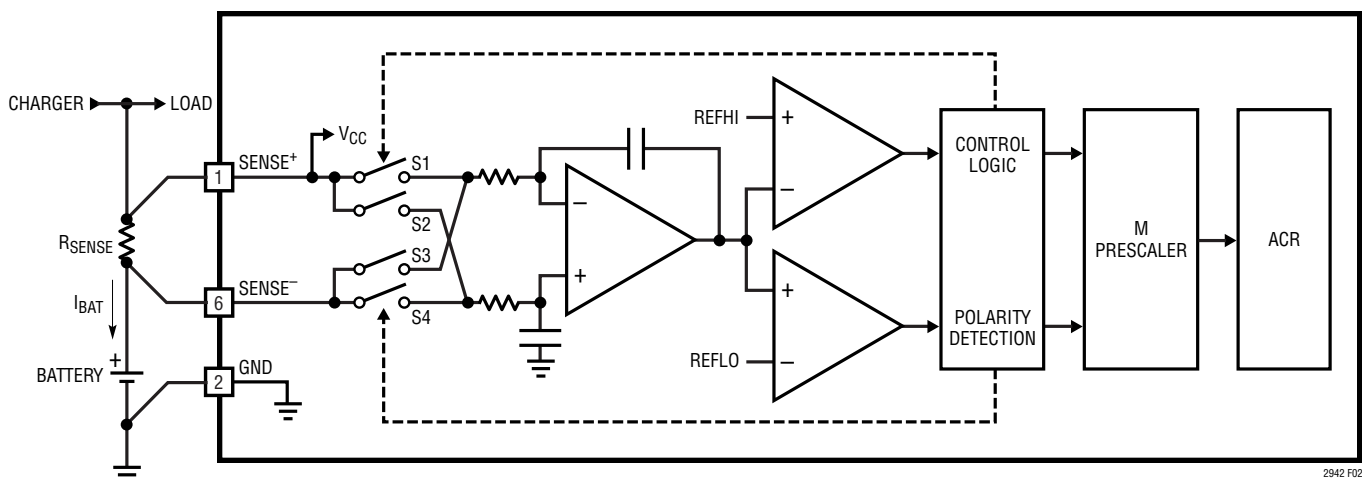 CHARGER
LOAD
1
SENSE+
VCC
S1
S2
S3
S4
RSENSE
6
SENSE–
IBAT
+
BATTERY
2
GND
–
+
REFHI
+
–
+
REFLO
–
CONTROL
LOGIC
POLARITY
DETECTION
M
PRESCALER
ACR
2942 F02